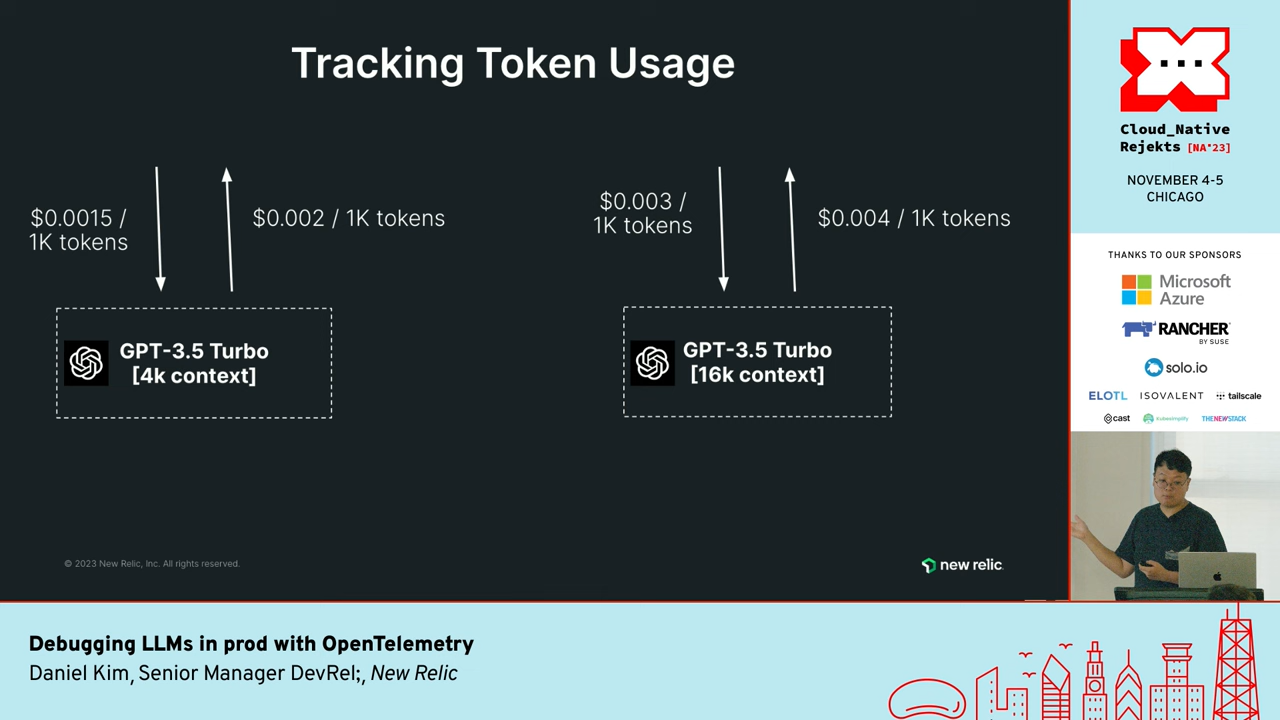 Tracking Token Usage
$0.0015 /
1K tokens
$0.002 / 1K tokens
$0.003 /
1K tokens
$0.004 / 1K tokens
GPT-3.5 Turbo
[4k context]
GPT-3.5 Turbo
[16k context]
© 2023 New Relic, Inc. All rights reserved.
new relic
Cloud_Native
Rejekts [NA'23]
NOVEMBER 4-5
CHICAGO
THANKS TO OUR SPONSORS
Microsoft
Azure
RANCHER
BY SUSE
solo.io
ELOTL ISOVALENT tailscale
cast kubesimplify THENEWSTACK
Debugging LLMs in prod with OpenTelemetry
Daniel Kim, Senior Manager DevRel;, New Relic